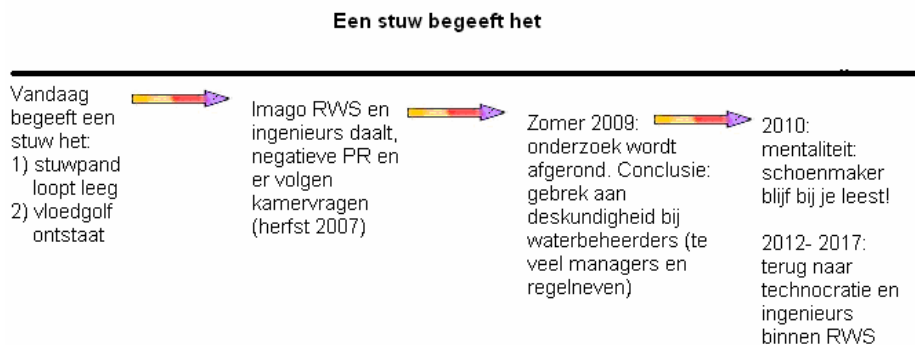 Een stuw begeeft het
Vandaag
begeeft een
stuw het:
1) stuwpand
loopt leeg
2) vloedgolf
ontstaat
Imago RWS en
ingenieurs daalt,
negatieve PR en
er volgen
kamervragen
(herfst 2007)
Zomer 2009:
onderzoek wordt
afgerond. Conclusie:
gebrek aan
deskundigheid bij
waterbeheerders (te
veel managers en
regelneven)
2010:
mentaliteit:
schoenmaker
blijf bij je leest!
2012- 2017:
terug naar
technocratie en
ingenieurs
binnen RWS